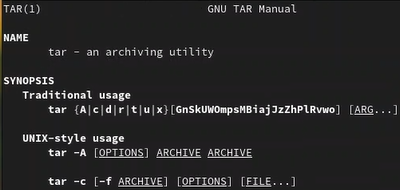 TAR(1) GNU TAR Manual
NAME
tar - an archiving utility
SYNOPSIS
Traditional usage
tar {A|c|d|r|t|u|x}[GnSkUWOmpsMBiajJzZhPlRvwo] [ARG...]
UNIX-style usage
tar -A [OPTIONS] ARCHIVE ARCHIVE
tar -c [-f ARCHIVE] [OPTIONS] [FILE...]